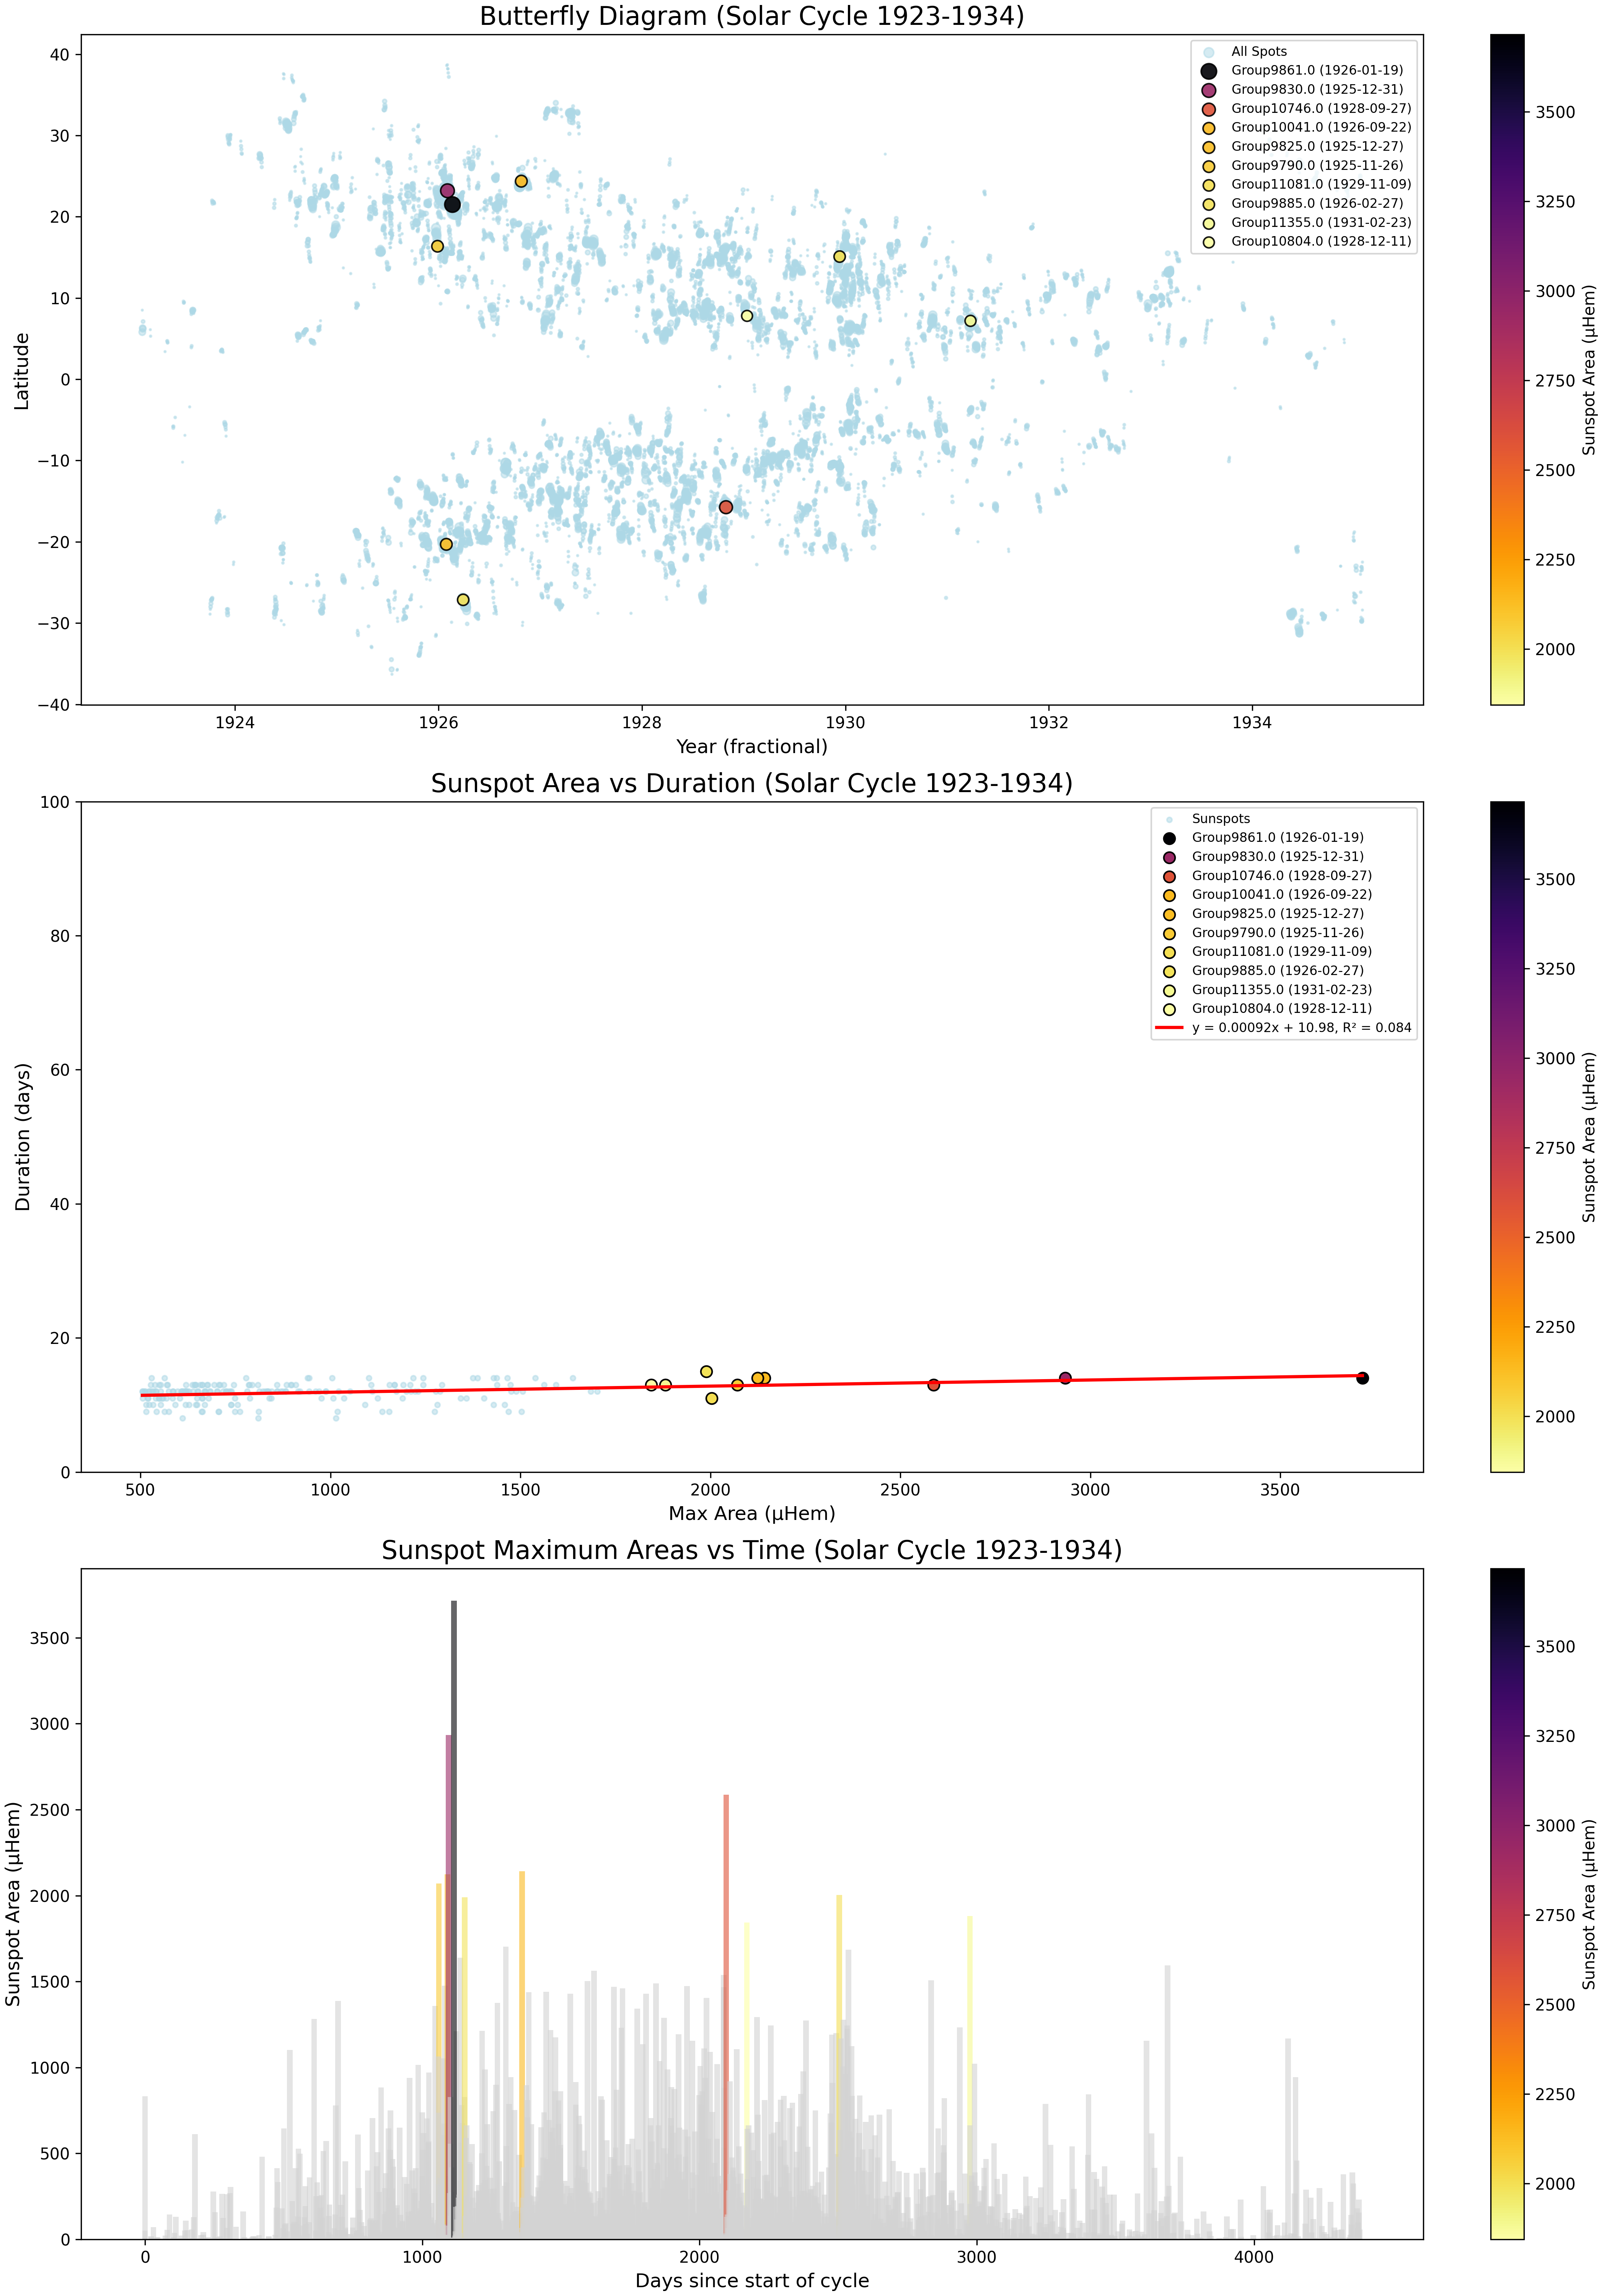 Butterfly Diagram (Solar Cycle 1923-1934)
40
30
20
10
0
−10
−20
−30
−40
Latitude
1924
1926
1928
1930
1932
1934
Year (fractional)
All Spots
Group9861.0 (1926-01-19)
Group9830.0 (1925-12-31)
Group10746.0 (1928-09-27)
Group10041.0 (1926-09-22)
Group9825.0 (1925-12-27)
Group9790.0 (1925-11-26)
Group11081.0 (1929-11-09)
Group9885.0 (1926-02-27)
Group11355.0 (1931-02-23)
Group10804.0 (1928-12-11)
3500
3250
3000
2750
2500
2250
2000
Sunspot Area (μHem)
Sunspot Area vs Duration (Solar Cycle 1923-1934)
100
80
60
40
20
0
Duration (days)
500
1000
1500
2000
2500
3000
3500
Max Area (μHem)
Sunspots
Group9861.0 (1926-01-19)
Group9830.0 (1925-12-31)
Group10746.0 (1928-09-27)
Group10041.0 (1926-09-22)
Group9825.0 (1925-12-27)
Group9790.0 (1925-11-26)
Group11081.0 (1929-11-09)
Group9885.0 (1926-02-27)
Group11355.0 (1931-02-23)
Group10804.0 (1928-12-11)
y = 0.00092x + 10.98, R² = 0.084
3500
3250
3000
2750
2500
2250
2000
Sunspot Area (μHem)
Sunspot Maximum Areas vs Time (Solar Cycle 1923-1934)
3500
3000
2500
2000
1500
1000
500
0
Sunspot Area (μHem)
0
1000
2000
3000
4000
Days since start of cycle
3500
3250
3000
2750
2500
2250
2000
Sunspot Area (μHem)